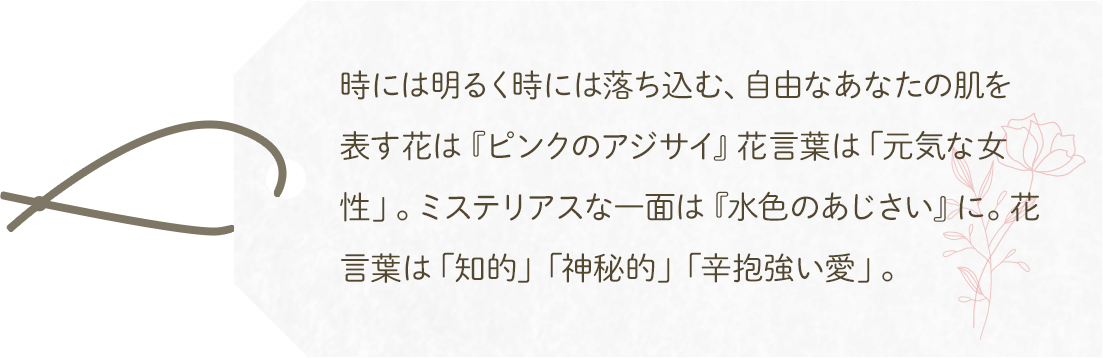 時には明るく時には落ち込む、自由なあなたの肌を
表す花は『ピンクのアジサイ』花言葉は「元気な女
性」。ミステリアスな一面は『水色のあじさい』に。花
言葉は「知的」「神秘的」「辛抱強い愛」。